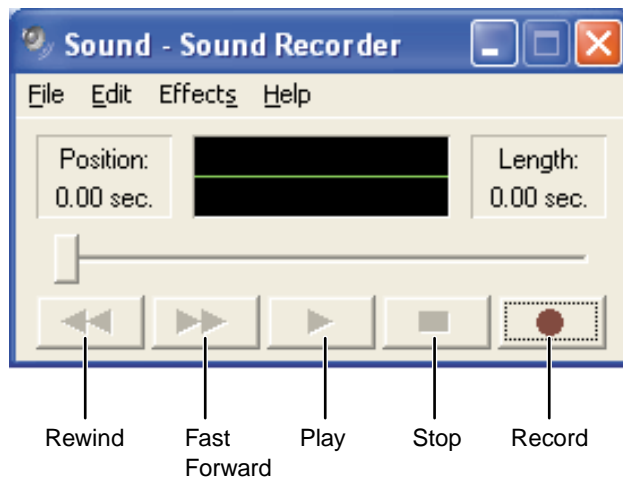 Sound - Sound Recorder
File Edit Effects Help
Position: Length:
0.00 sec. 0.00 sec.
Rewind Fast Play Stop Record
Forward